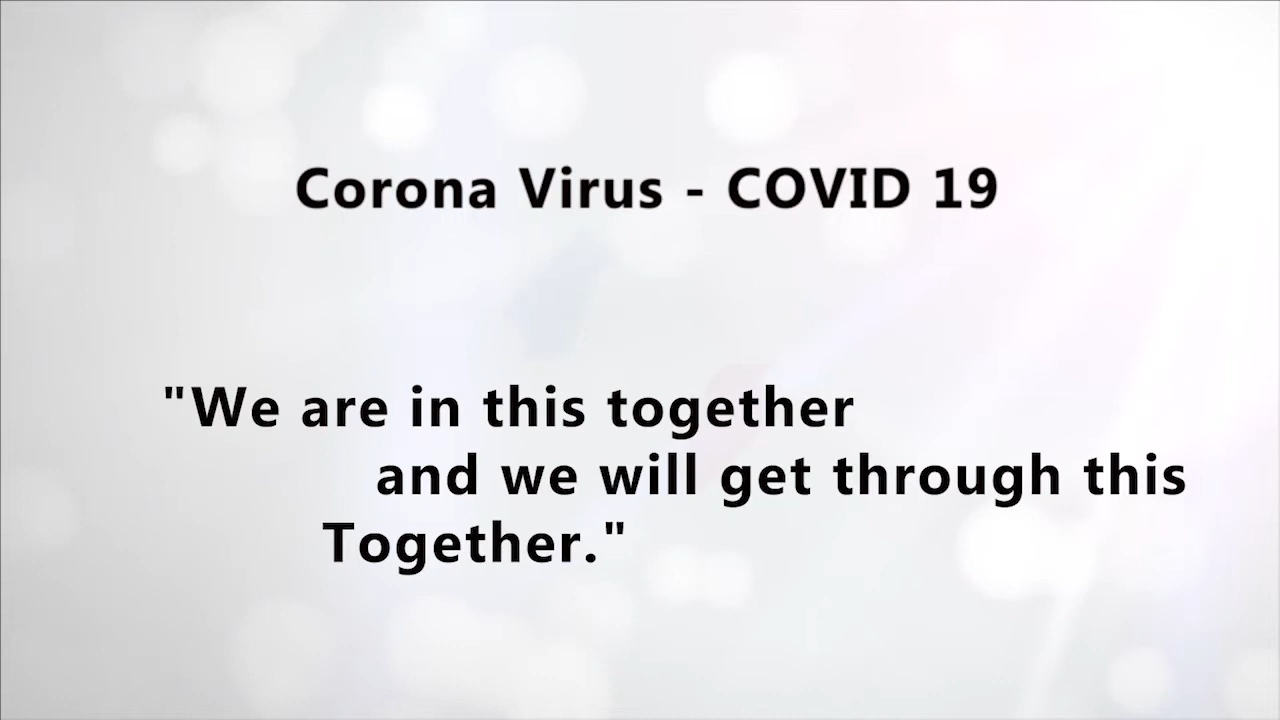 Corona Virus - COVID 19
"We are in this together
and we will get through this
Together."